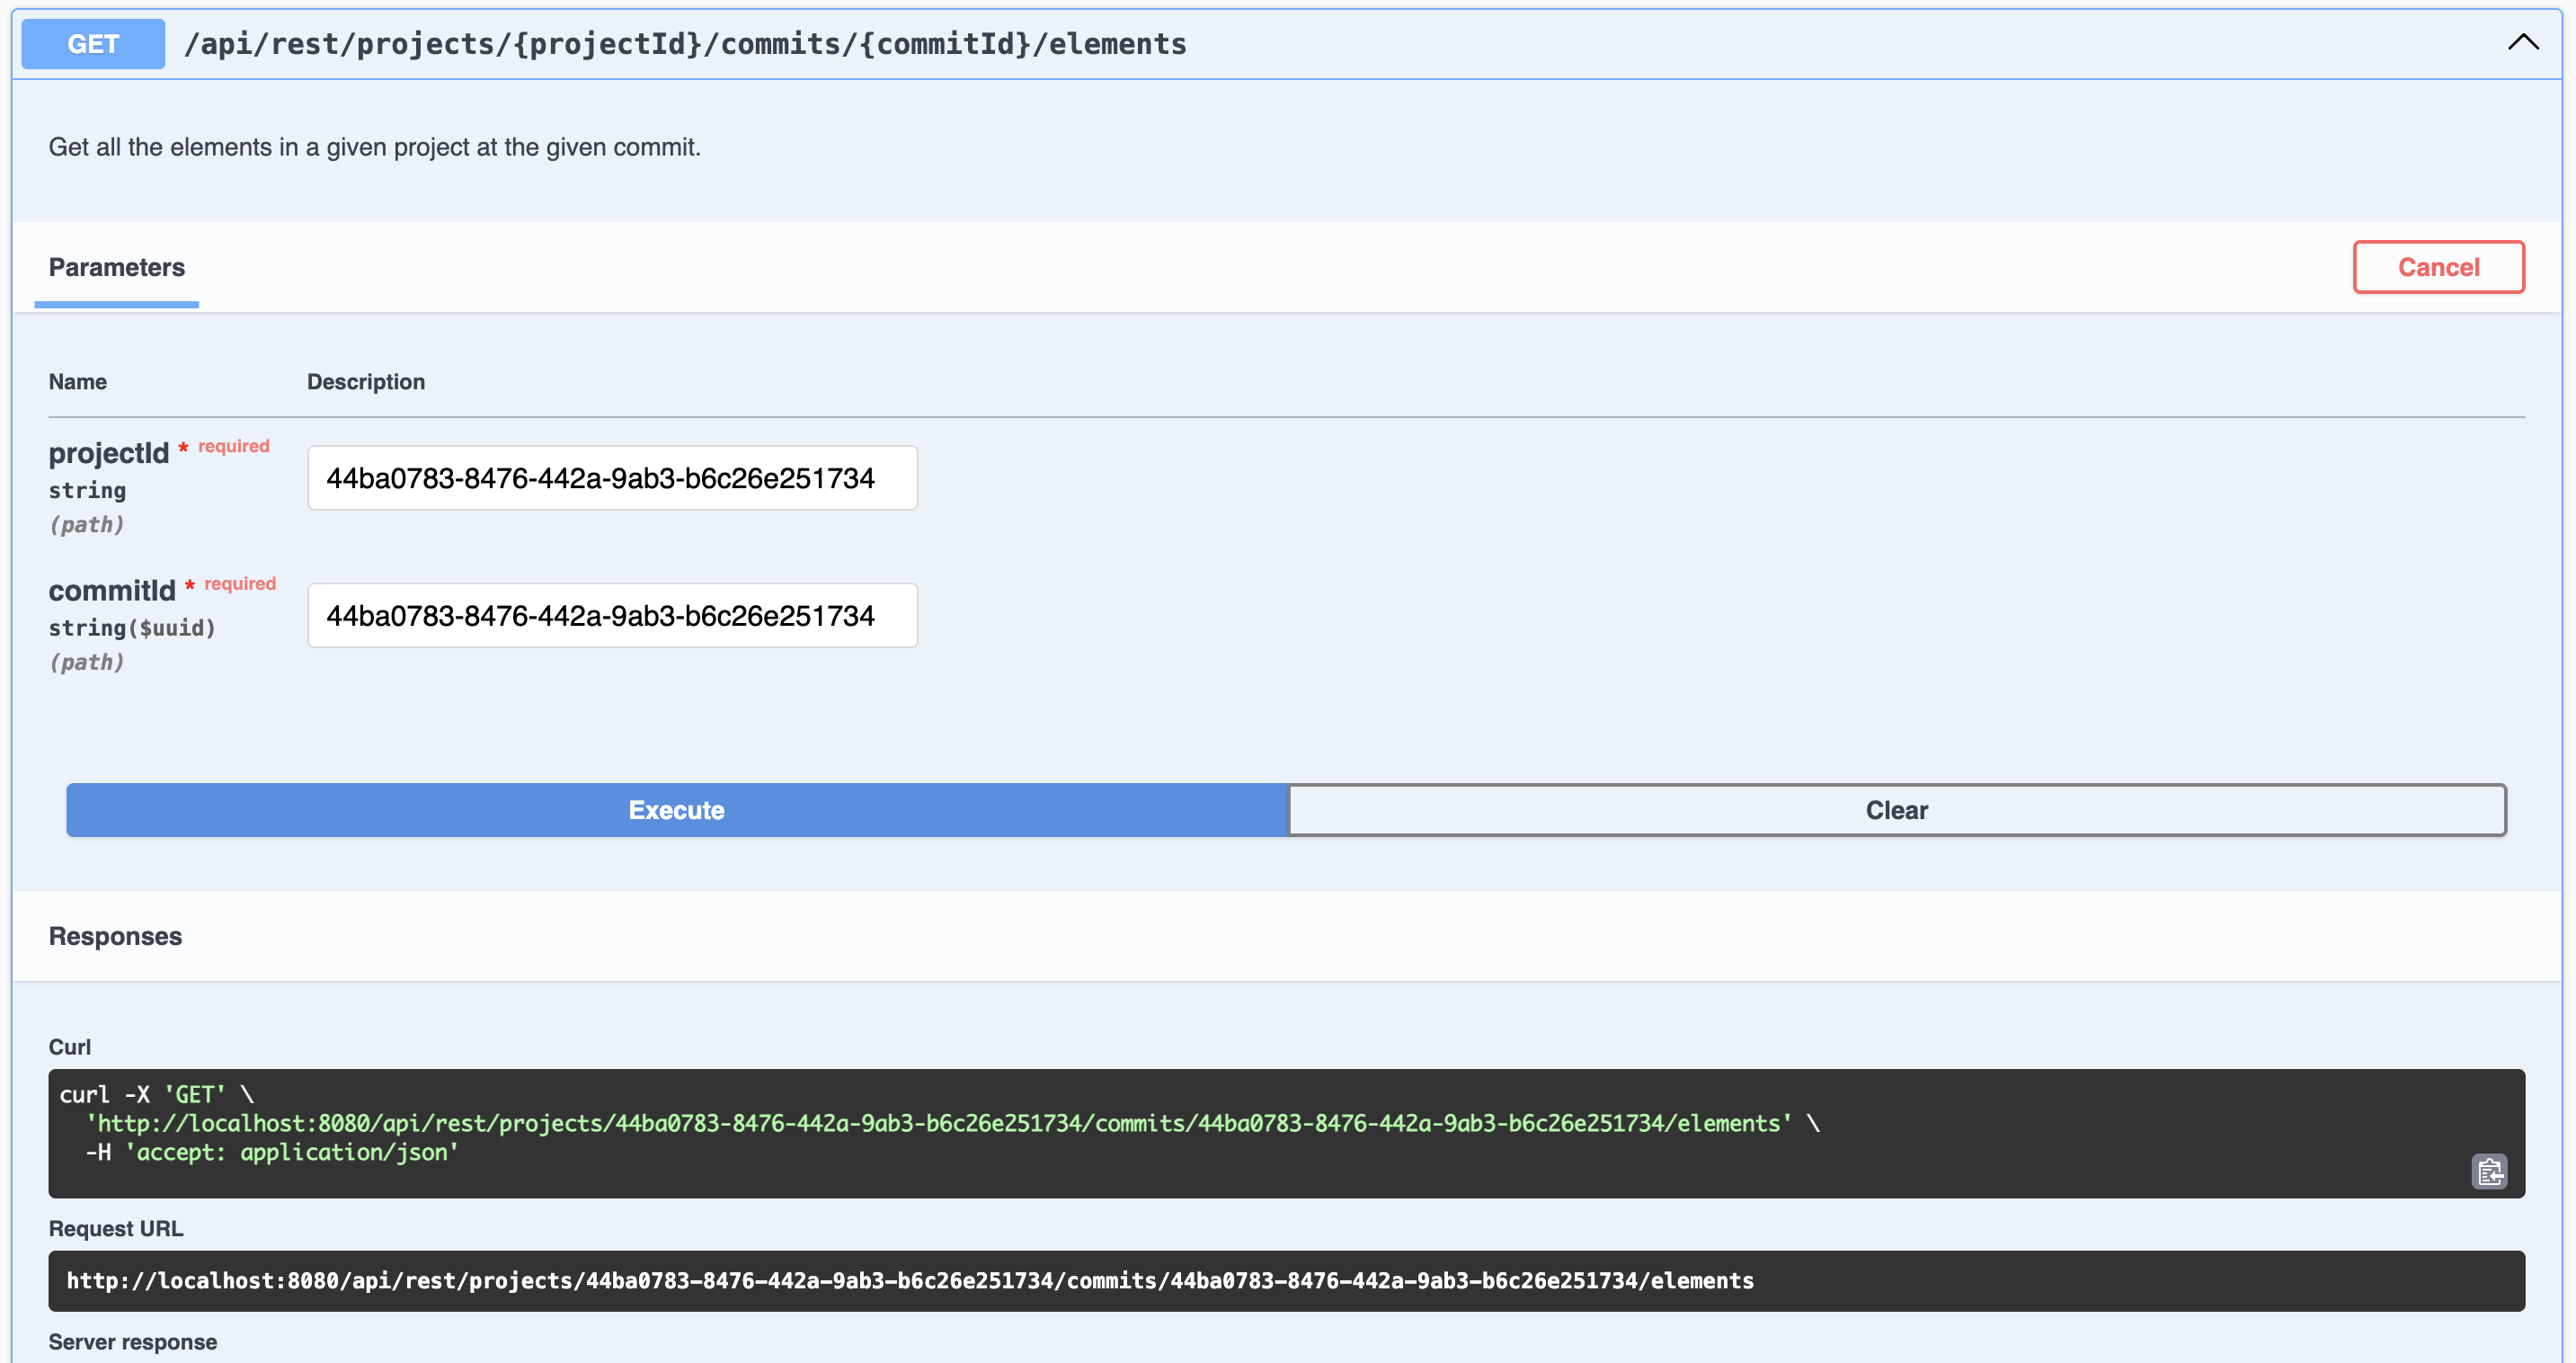 GET /api/rest/projects/{projectId}/commits/{commitId}/elements
Get all the elements in a given project at the given commit.
Parameters
Cancel
Name Description
projectId * required
string
(path)
44ba0783-8476-442a-9ab3-b6c26e251734
commitId * required
string($uuid)
(path)
44ba0783-8476-442a-9ab3-b6c26e251734
Execute
Clear
Responses
Curl
curl -X 'GET' \
'http://localhost:8080/api/rest/projects/44ba0783-8476-442a-9ab3-b6c26e251734/commits/44ba0783-8476-442a-9ab3-b6c26e251734/elements' \
-H 'accept: application/json'
Request URL
http://localhost:8080/api/rest/projects/44ba0783-8476-442a-9ab3-b6c26e251734/commits/44ba0783-8476-442a-9ab3-b6c26e251734/elements
Server response